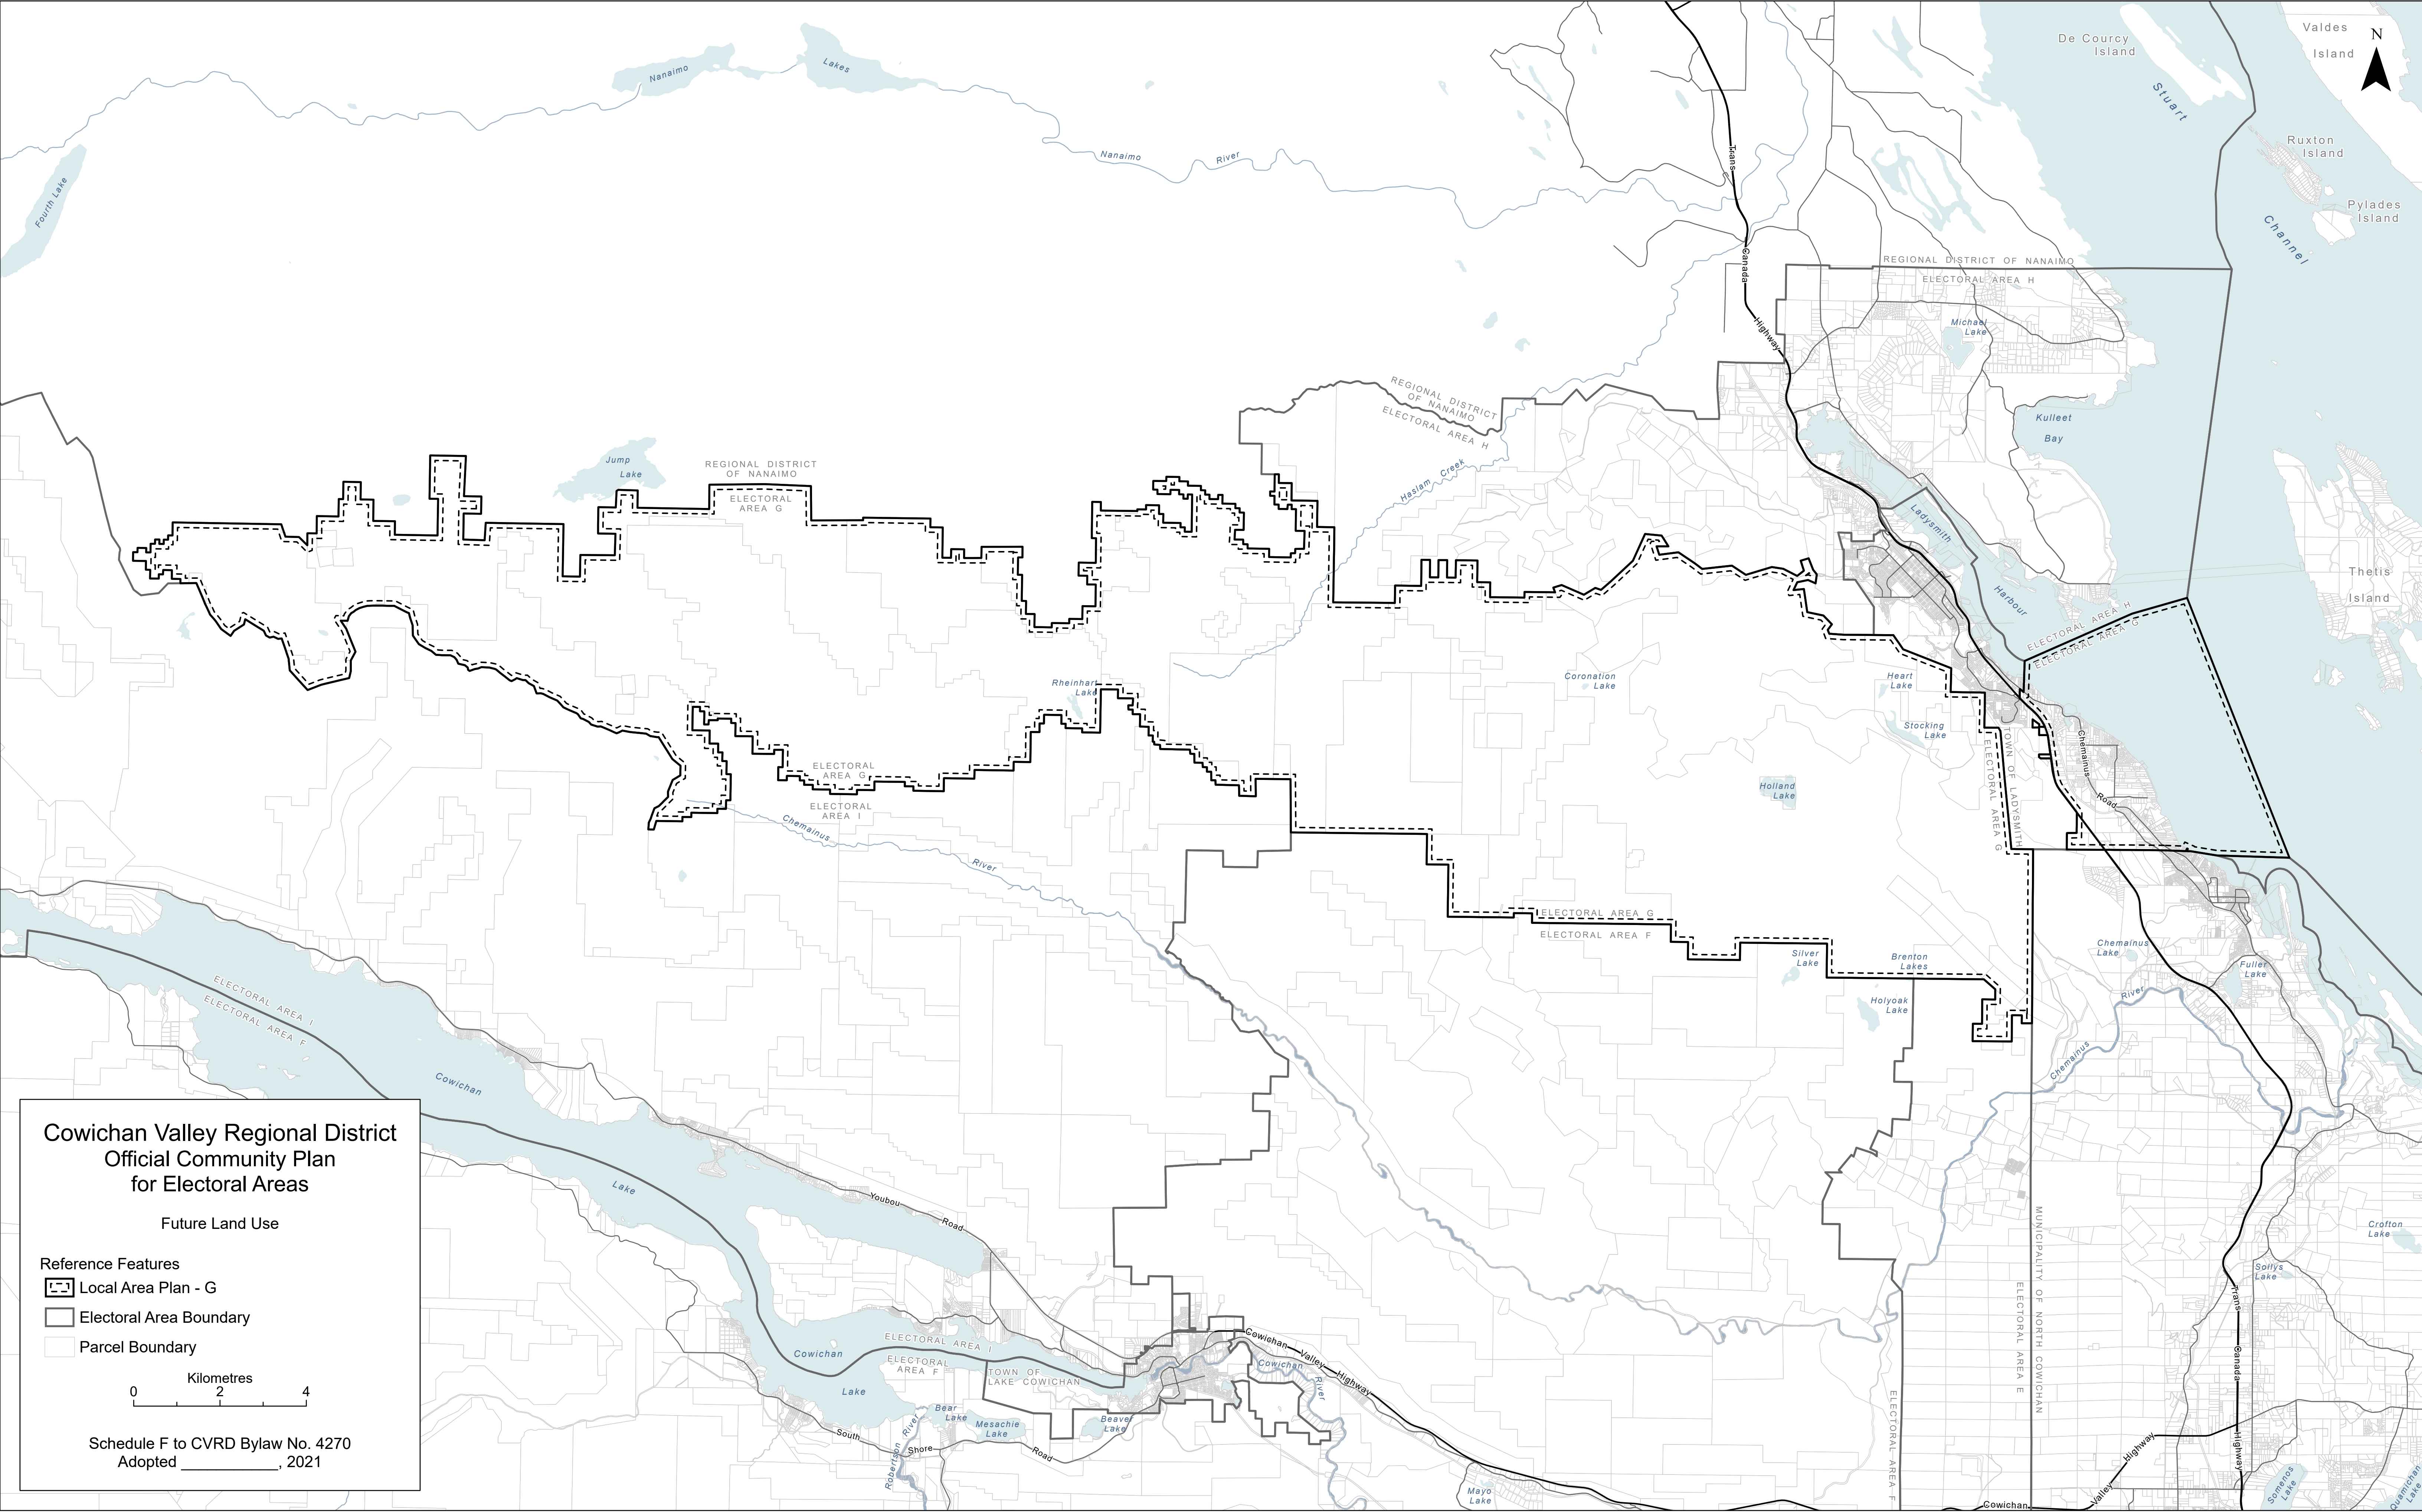 Valdes
Island
N
De Courcy
Island
Stuart
Channel
Nanaimo
Lakes
Ruxton
Island
Nanaimo
River
Trans
Canada
Highway
Fourth Lake
Pylades
Island
REGIONAL DISTRICT OF NANAIMO
ELECTORAL AREA H
Michael
Lake
REGIONAL DISTRICT
OF NANAIMO
ELECTORAL AREA H
Kulleet
Bay
Jump
Lake
REGIONAL DISTRICT
OF NANAIMO
ELECTORAL
AREA G
Haslam Creek
Ladysmith
Harbour
Thetis
Island
ELECTORAL AREA H
ELECTORAL AREA G
Rheinhart
Lake
Coronation
Lake
Heart
Lake
Stocking
Lake
Chemainus
Road
TOWN OF LADYSMITH
ELECTORAL AREA G
ELECTORAL
AREA G
ELECTORAL
AREA I
Holland
Lake
Chemainus
River
ELECTORAL AREA G
ELECTORAL AREA F
Silver
Lake
Brenton
Lakes
Chemainus
Lake
Fuller
Lake
Holyoak
Lake
River
Chemainus
ELECTORAL AREA I
ELECTORAL AREA F
Cowichan
Lake
Youbou
Road
MUNICIPALITY OF NORTH COWICHAN
ELECTORAL AREA E
Crofton
Lake
Sollys
Lake
Trans
Canada
Highway
ELECTORAL AREA I
ELECTORAL
AREA F
Cowichan
Lake
TOWN OF
LAKE COWICHAN
Cowichan
Valley
Highway
Cowichan
River
Bear
Lake
Mesachie
Lake
Beaver
Lake
South
Shore
Road
Robertson River
ELECTORAL AREA F
Mayo
Lake
Cowichan
Valley
Highway
Somenos
Lake
Quamichan
Lake
Cowichan Valley Regional District
Official Community Plan
for Electoral Areas
Future Land Use
Reference Features
Local Area Plan - G
Electoral Area Boundary
Parcel Boundary
Kilometres
0 2 4
Schedule F to CVRD Bylaw No. 4270
Adopted ____________, 2021